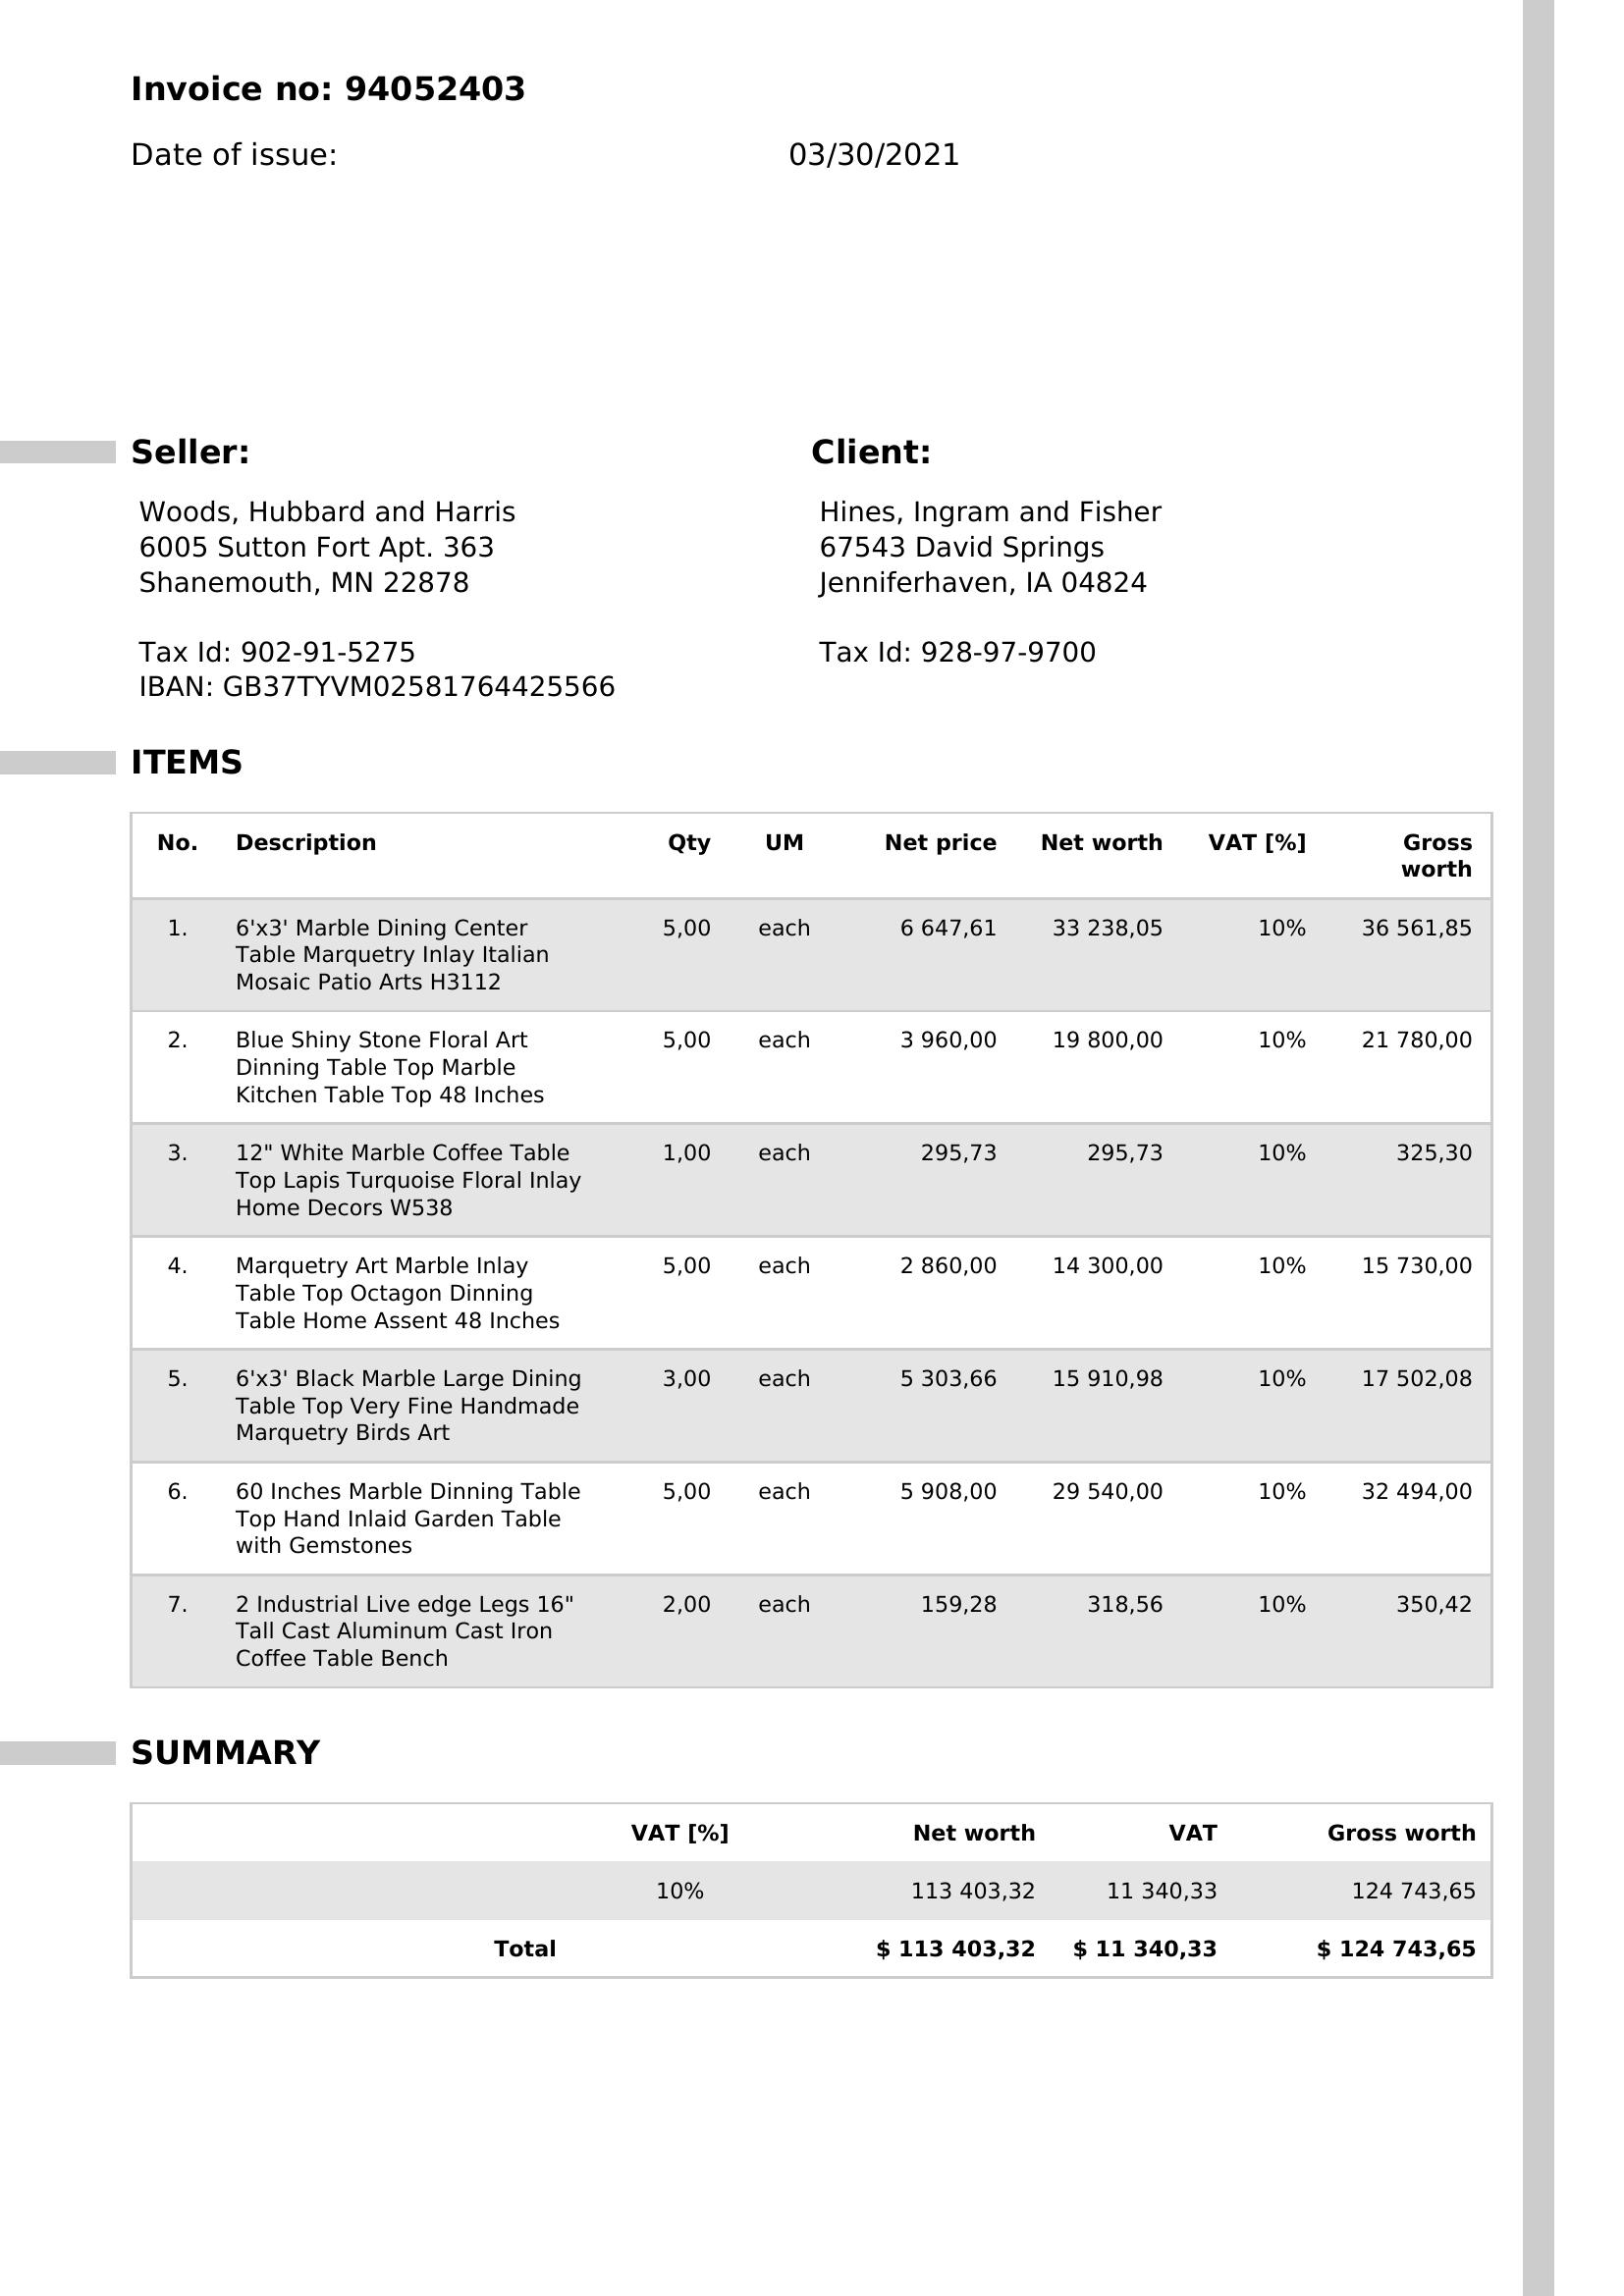 Invoice no: 94052403
Date of issue: 03/30/2021
Seller:
Woods, Hubbard and Harris
6005 Sutton Fort Apt. 363
Shanemouth, MN 22878
Tax Id: 902-91-5275
IBAN: GB37TYVM02581764425566
Client:
Hines, Ingram and Fisher
67543 David Springs
Jenniferhaven, IA 04824
Tax Id: 928-97-9700
ITEMS
No. Description Qty UM Net price Net worth VAT [%] Gross
worth
1. 6'x3' Marble Dining Center 5,00 each 6 647,61 33 238,05 10% 36 561,85
Table Marquetry Inlay Italian
Mosaic Patio Arts H3112
2. Blue Shiny Stone Floral Art 5,00 each 3 960,00 19 800,00 10% 21 780,00
Dinning Table Top Marble
Kitchen Table Top 48 Inches
3. 12" White Marble Coffee Table 1,00 each 295,73 295,73 10% 325,30
Top Lapis Turquoise Floral Inlay
Home Decors W538
4. Marquetry Art Marble Inlay 5,00 each 2 860,00 14 300,00 10% 15 730,00
Table Top Octagon Dinning
Table Home Assent 48 Inches
5. 6'x3' Black Marble Large Dining 3,00 each 5 303,66 15 910,98 10% 17 502,08
Table Top Very Fine Handmade
Marquetry Birds Art
6. 60 Inches Marble Dinning Table 5,00 each 5 908,00 29 540,00 10% 32 494,00
Top Hand Inlaid Garden Table
with Gemstones
7. 2 Industrial Live edge Legs 16" 2,00 each 159,28 318,56 10% 350,42
Tall Cast Aluminum Cast Iron
Coffee Table Bench
SUMMARY
VAT [%] Net worth VAT Gross worth
10% 113 403,32 11 340,33 124 743,65
Total $ 113 403,32 $ 11 340,33 $ 124 743,65